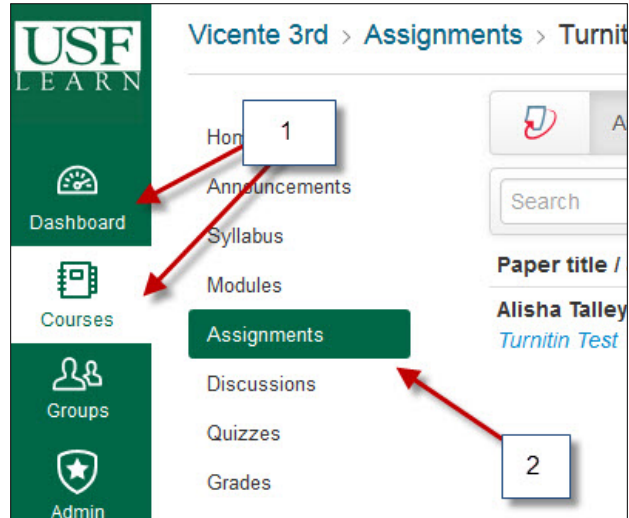 USF
LEARN
Dashboard
Courses
Groups
Admin
Vicente 3rd > Assignments > Turnit
1
Announcements
Syllabus
Modules
Assignments
Discussions
Quizzes
Grades
2
A
Search
Paper title /
Alisha Talley
Turnitin Test